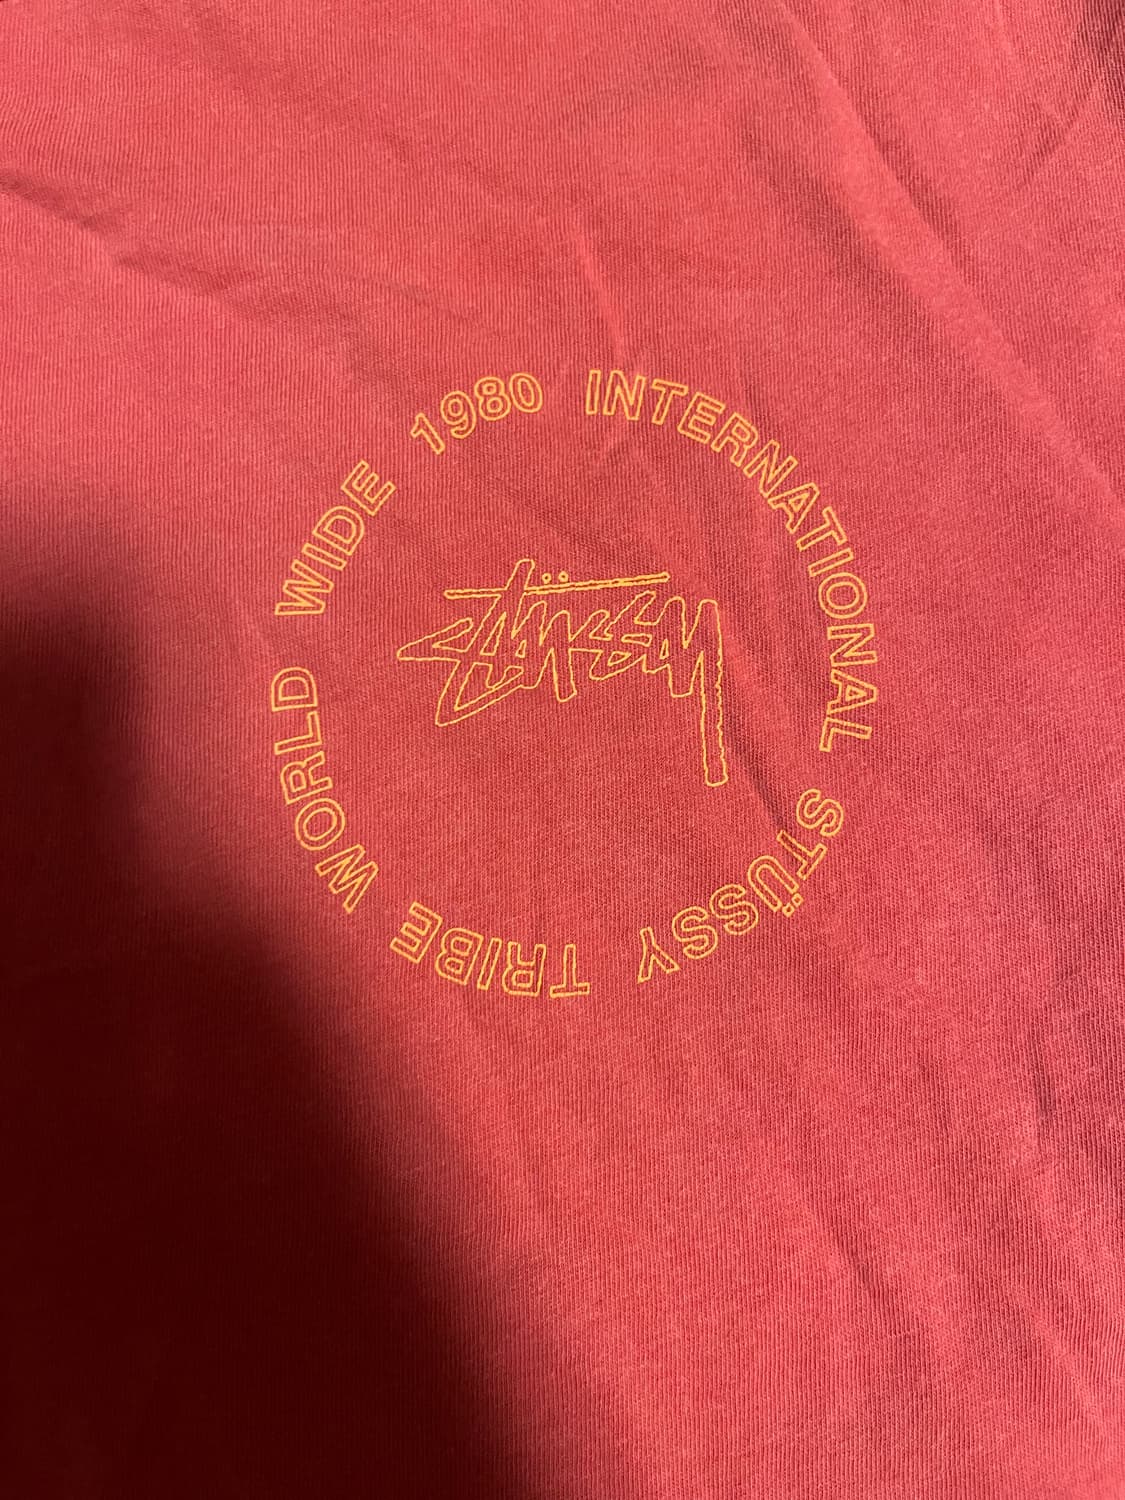 INTERNATIONAL STÜSSY TRIBE WORLD WIDE 1980
Stüssy